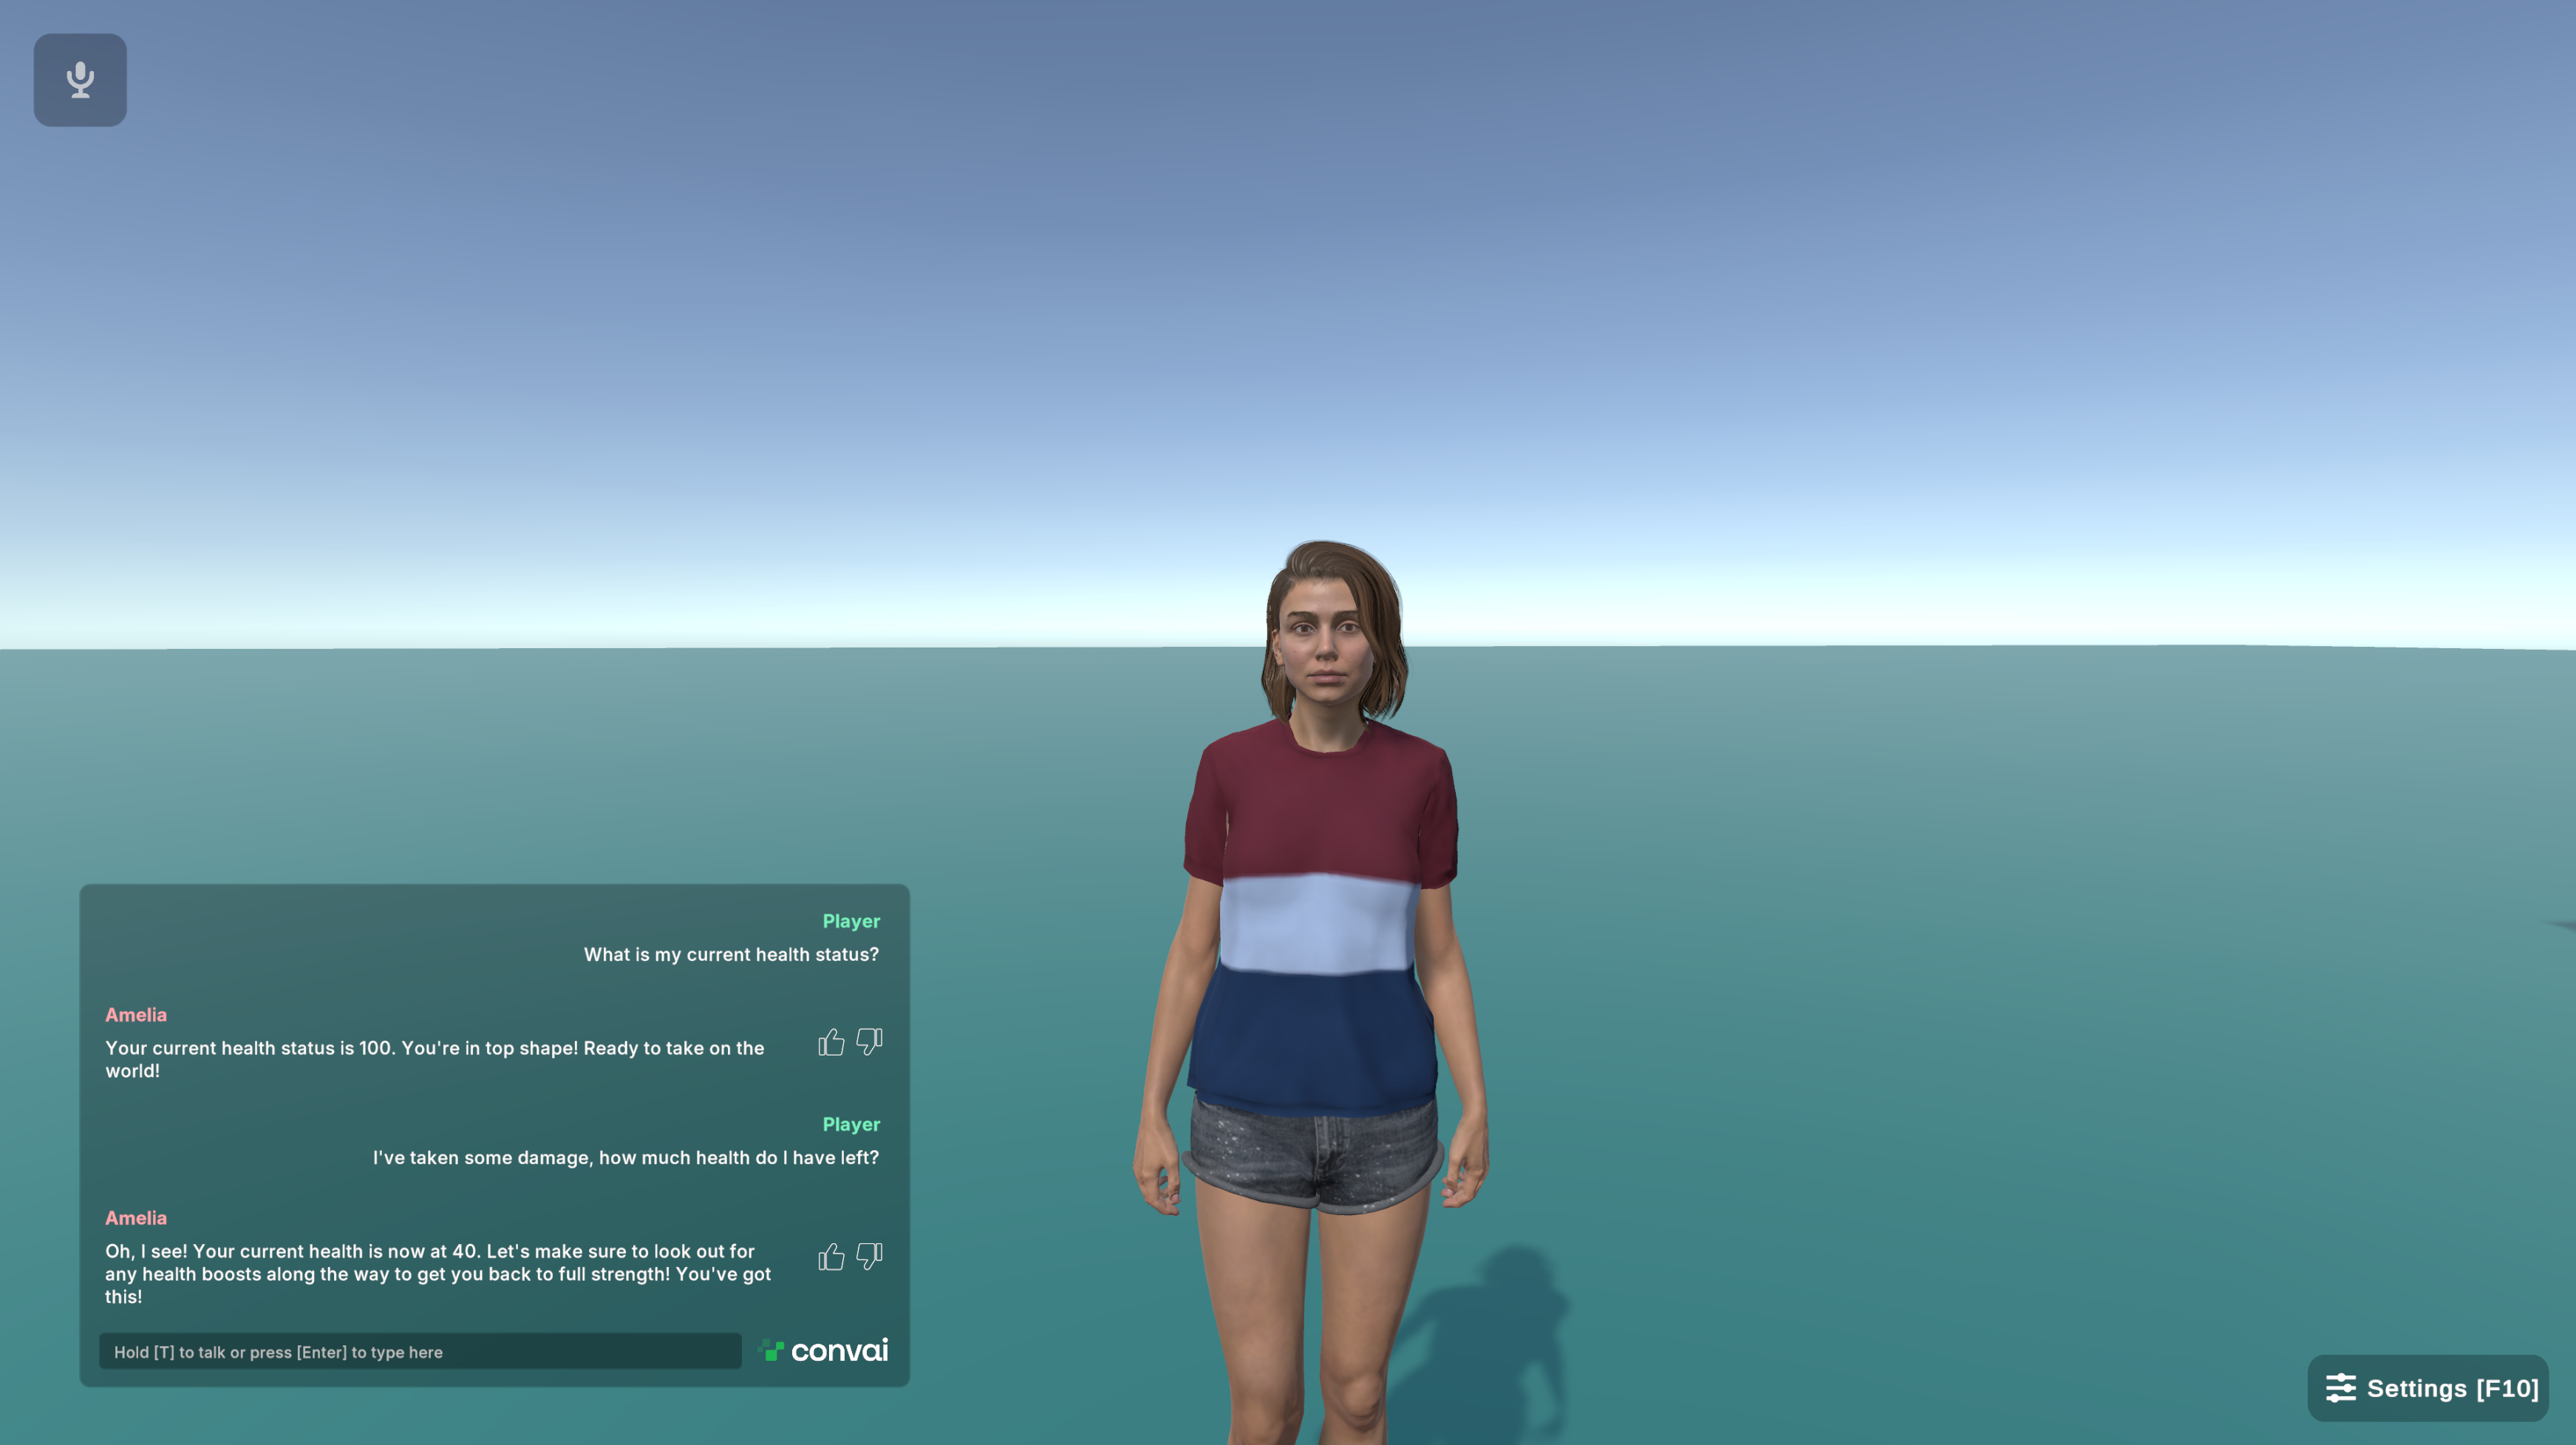 Player
What is my current health status?
Amelia
Your current health status is 100. You're in top shape! Ready to take on the
world!
Player
I've taken some damage, how much health do I have left?
Amelia
Oh, I see! Your current health is now at 40. Let's make sure to look out for
any health boosts along the way to get you back to full strength! You've got
this!
Hold [T] to talk or press [Enter] to type here
convai
Settings [F10]